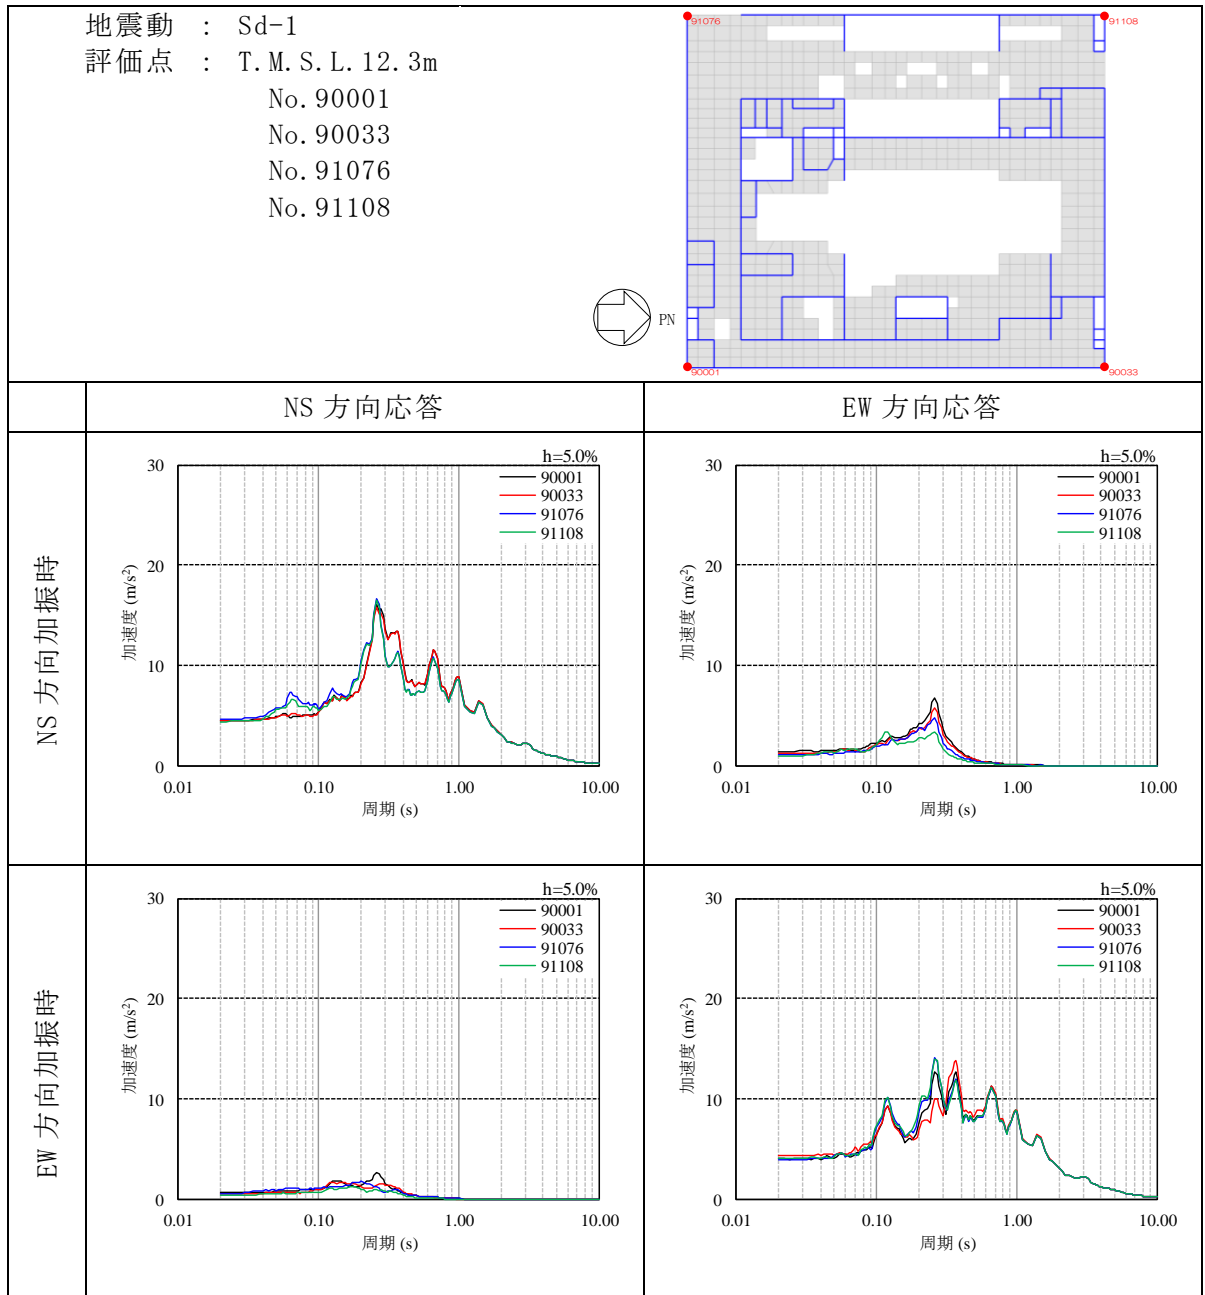 地震動 : Sd-1
評価点 : T.M.S.L.12.3m
No.90001
No.90033
No.91076
No.91108
91076
91108
PN
90001
90033
NS 方向応答
EW 方向応答
NS 方向加振時
h=5.0%
90001
90033
91076
91108
30
20
10
0
加速度 (m/s²)
0.01
0.10
1.00
10.00
周期 (s)
h=5.0%
90001
90033
91076
91108
30
20
10
0
加速度 (m/s²)
0.01
0.10
1.00
10.00
周期 (s)
EW 方向加振時
h=5.0%
90001
90033
91076
91108
30
20
10
0
加速度 (m/s²)
0.01
0.10
1.00
10.00
周期 (s)
h=5.0%
90001
90033
91076
91108
30
20
10
0
加速度 (m/s²)
0.01
0.10
1.00
10.00
周期 (s)